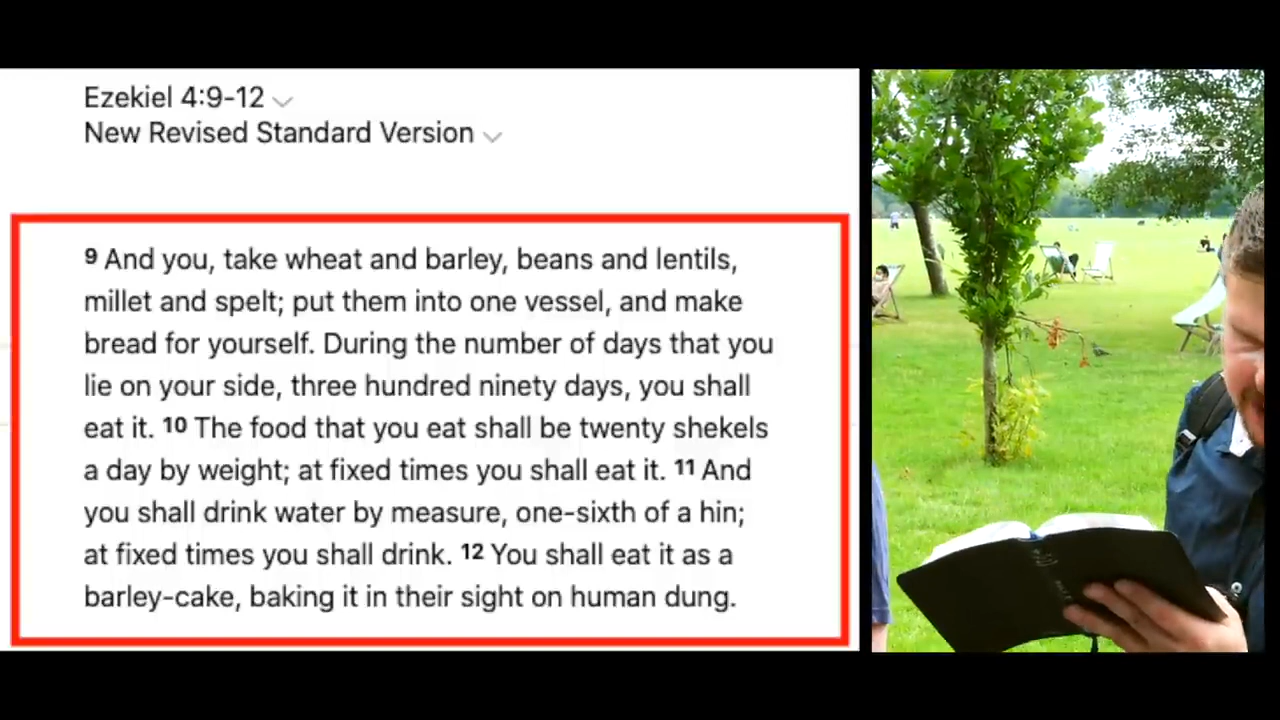 Ezekiel 4:9-12
New Revised Standard Version
9 And you, take wheat and barley, beans and lentils,
millet and spelt; put them into one vessel, and make
bread for yourself. During the number of days that you
lie on your side, three hundred ninety days, you shall
eat it. 10 The food that you eat shall be twenty shekels
a day by weight; at fixed times you shall eat it. 11 And
you shall drink water by measure, one-sixth of a hin;
at fixed times you shall drink. 12 You shall eat it as a
barley-cake, baking it in their sight on human dung.